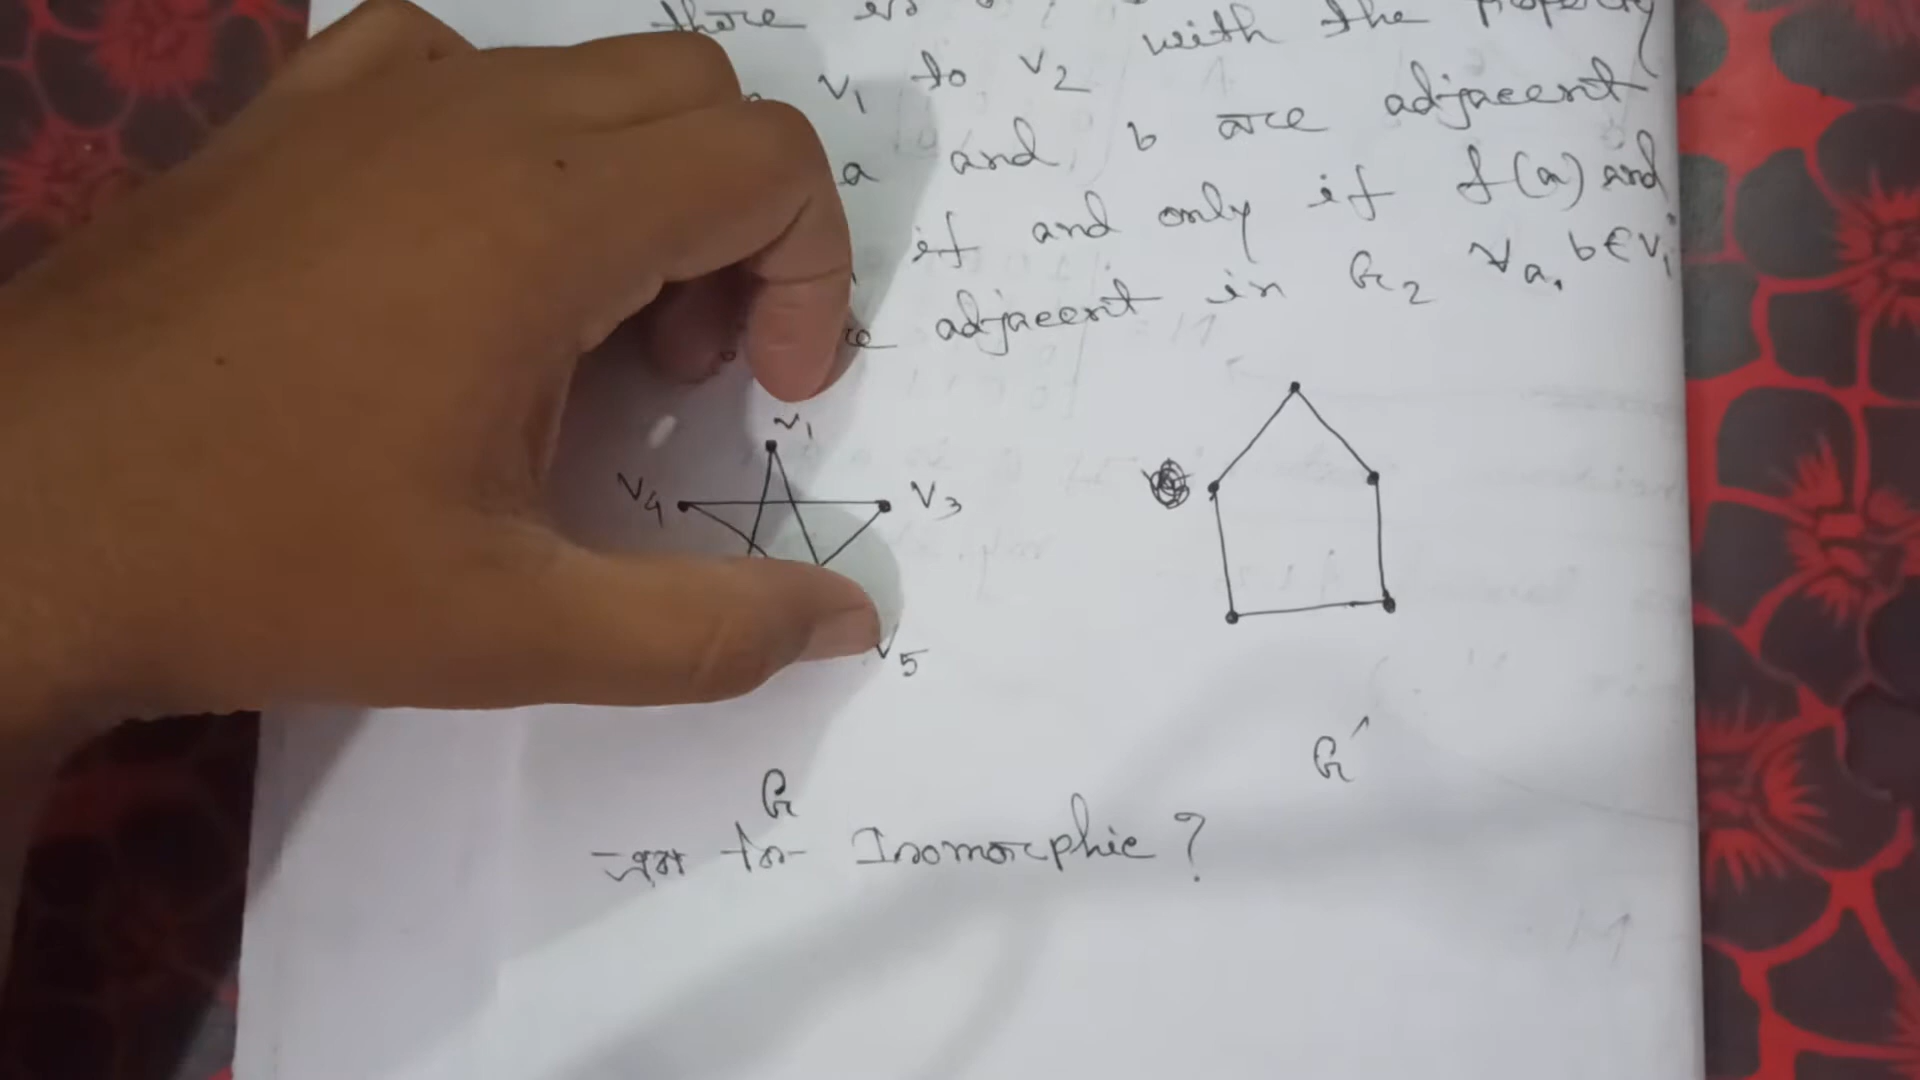 there is
v₁ to v₂ with the property
a and b are adjacent
if and only if f(a) and
adjacent in G₂ ∀a, b∈V₁
v₁
v₄ v₃
v₅
G G′
Isomorphic?